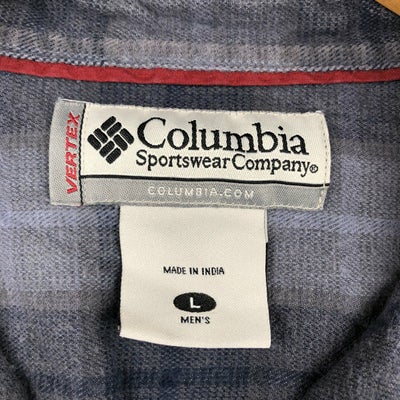 VERTEX
Columbia
Sportswear Company®
COLUMBIA.COM
MADE IN INDIA
L
MEN'S